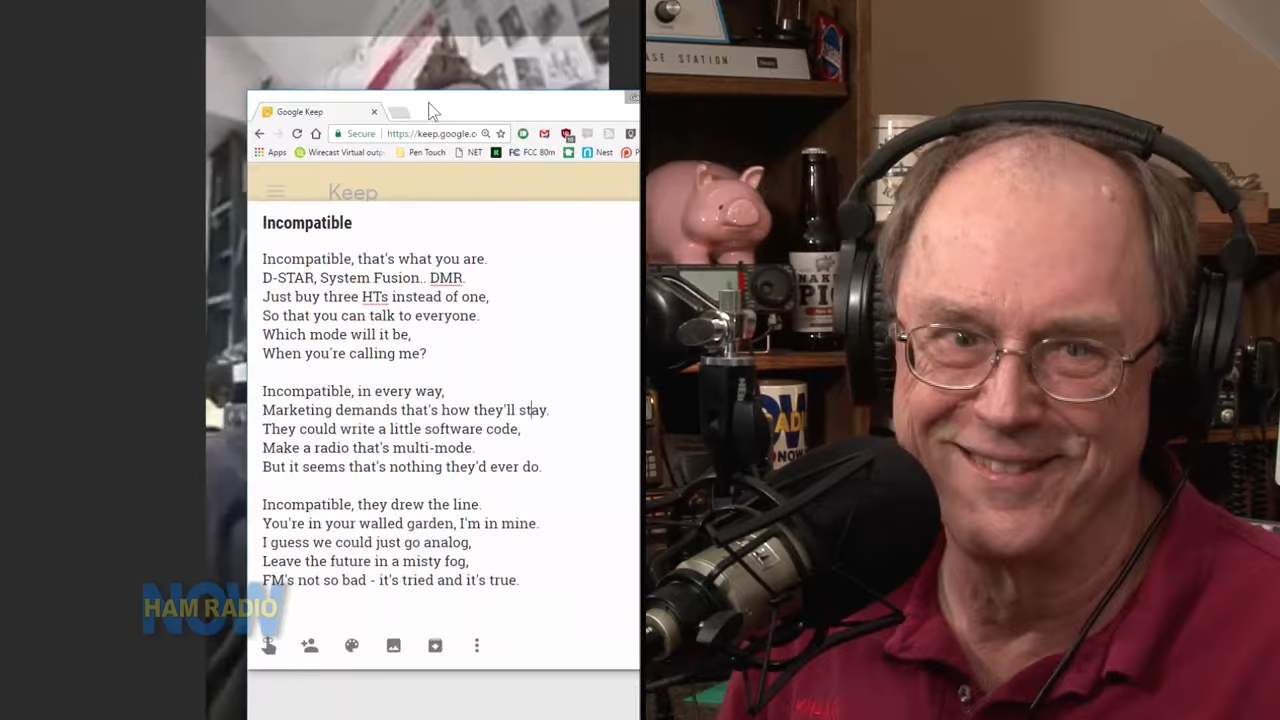 Google Keep
Secure
https://keep.google.c
Apps
Wirecast Virtual outp
Pen Touch
NET
FCC 80m
Nest
Keep
Incompatible
Incompatible, that's what you are.
D-STAR, System Fusion.. DMR.
Just buy three HTs instead of one,
So that you can talk to everyone.
Which mode will it be,
When you're calling me?
Incompatible, in every way,
Marketing demands that's how they'll stay.
They could write a little software code,
Make a radio that's multi-mode.
But it seems that's nothing they'd ever do.
Incompatible, they drew the line.
You're in your walled garden, I'm in mine.
I guess we could just go analog,
Leave the future in a misty fog,
FM's not so bad - it's tried and it's true.
HAM RADIO
NOW
ASE STATION
NAK
PIG
RADI
NOW